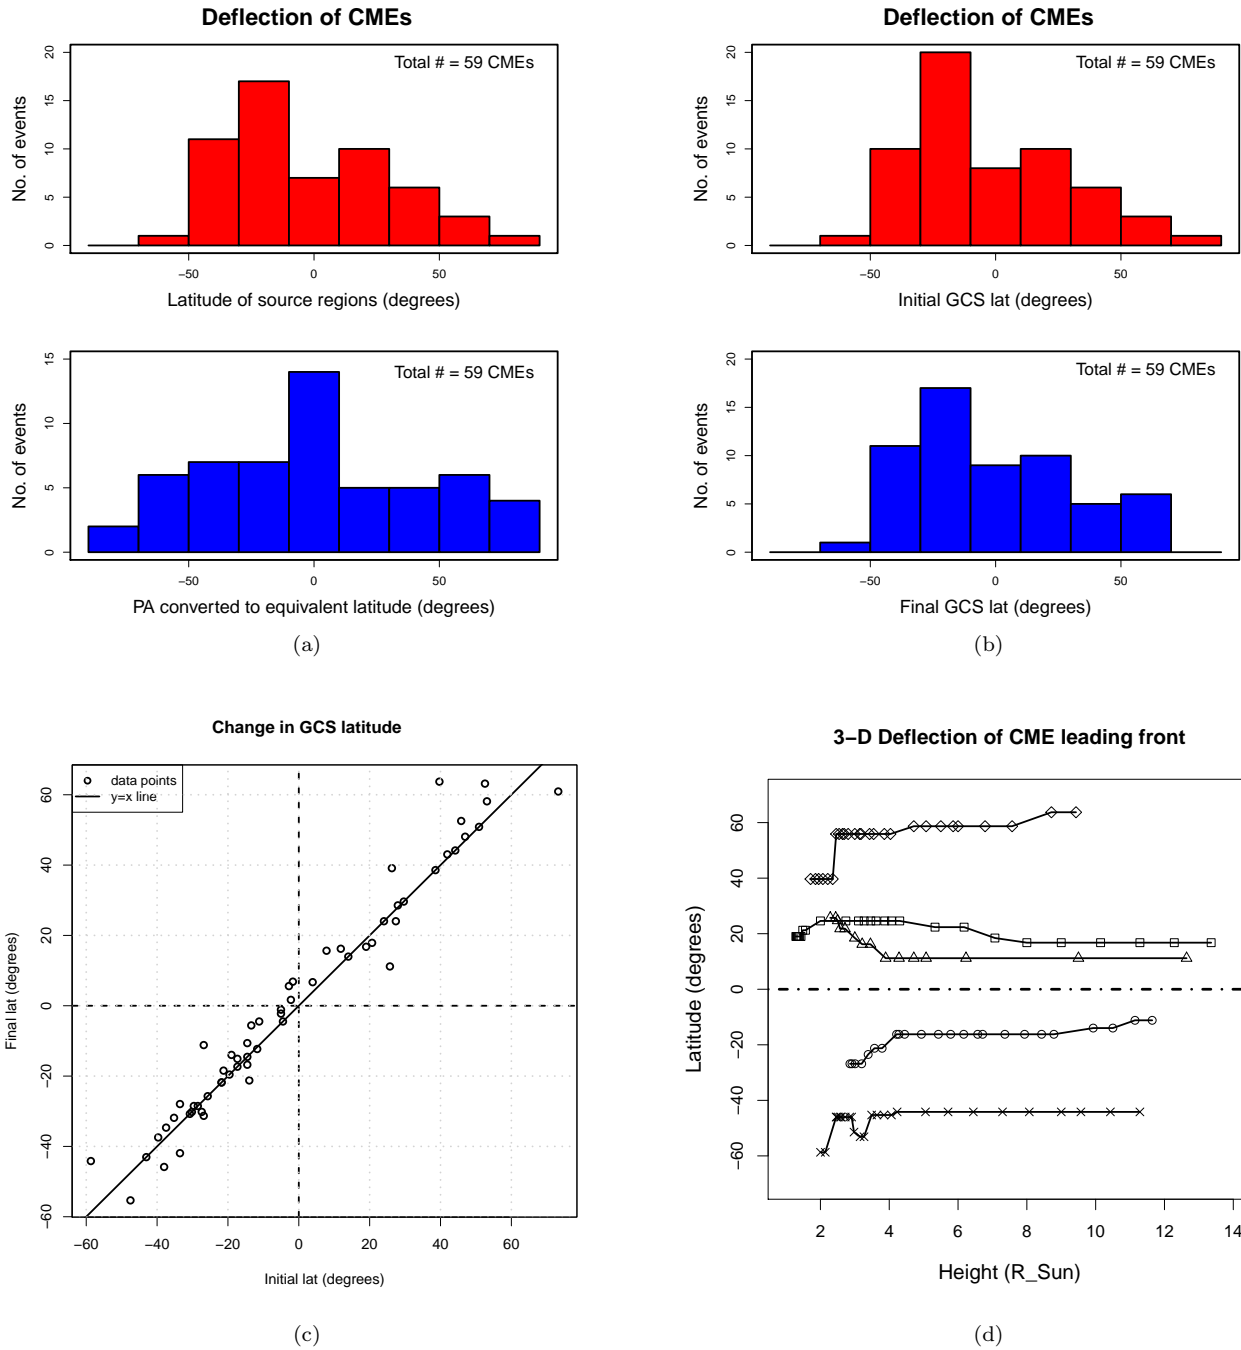 Deflection of CMEs
Total # = 59 CMEs
No. of events
0 5 10 15 20
−50 0 50
Latitude of source regions (degrees)
Total # = 59 CMEs
No. of events
0 5 10 15
−50 0 50
PA converted to equivalent latitude (degrees)
(a)
Deflection of CMEs
Total # = 59 CMEs
No. of events
0 5 10 15 20
−50 0 50
Initial GCS lat (degrees)
Total # = 59 CMEs
No. of events
0 5 10 15 20
−50 0 50
Final GCS lat (degrees)
(b)
Change in GCS latitude
data points
y=x line
Final lat (degrees)
−60 −40 −20 0 20 40 60
−60 −40 −20 0 20 40 60
Initial lat (degrees)
(c)
3−D Deflection of CME leading front
Latitude (degrees)
−60 −40 −20 0 20 40 60
2 4 6 8 10 12 14
Height (R_Sun)
(d)